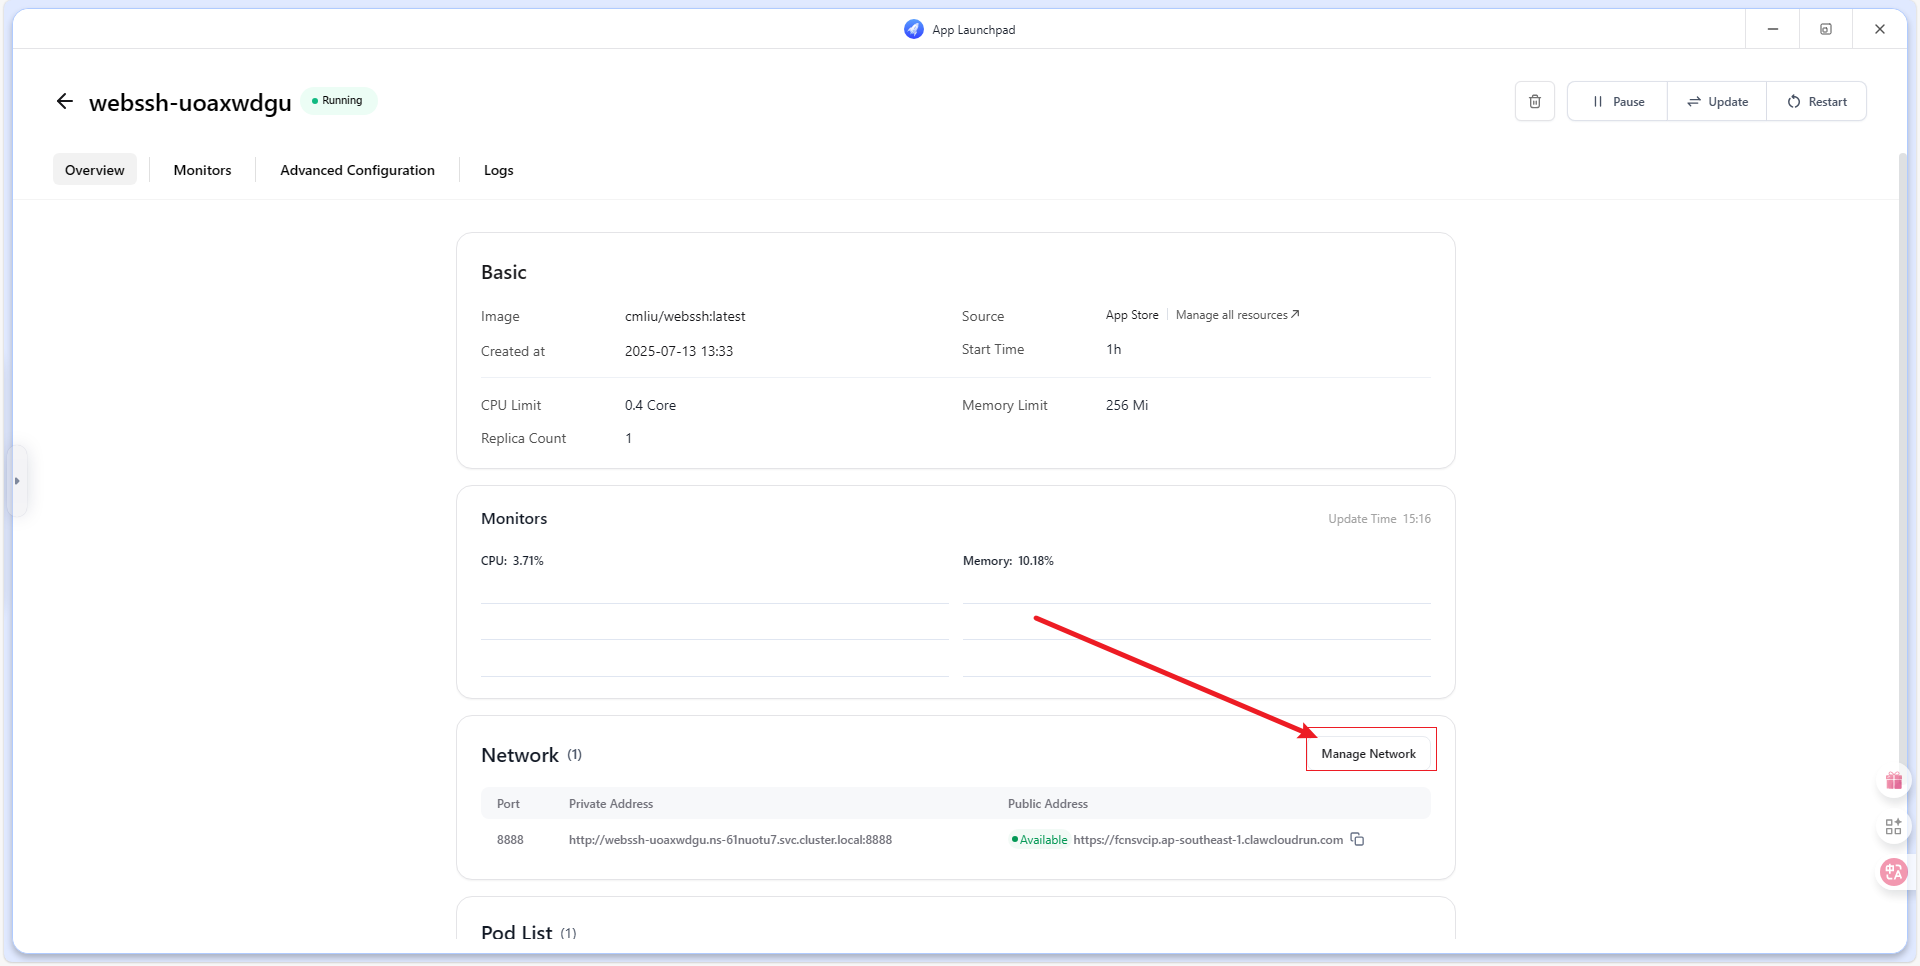 App Launchpad
webssh-uoaxwdgu
Running
Pause
Update
Restart
Overview
Monitors
Advanced Configuration
Logs
Basic
Image
cmliu/webssh:latest
Source
App Store
Manage all resources
Created at
2025-07-13 13:33
Start Time
1h
CPU Limit
0.4 Core
Memory Limit
256 Mi
Replica Count
1
Monitors
Update Time 15:16
CPU: 3.71%
Memory: 10.18%
Network (1)
Manage Network
Port
Private Address
Public Address
8888
http://webssh-uoaxwdgu.ns-61nuotu7.svc.cluster.local:8888
Available
https://fcnsvcip.ap-southeast-1.clawcloudrun.com
Pod List (1)